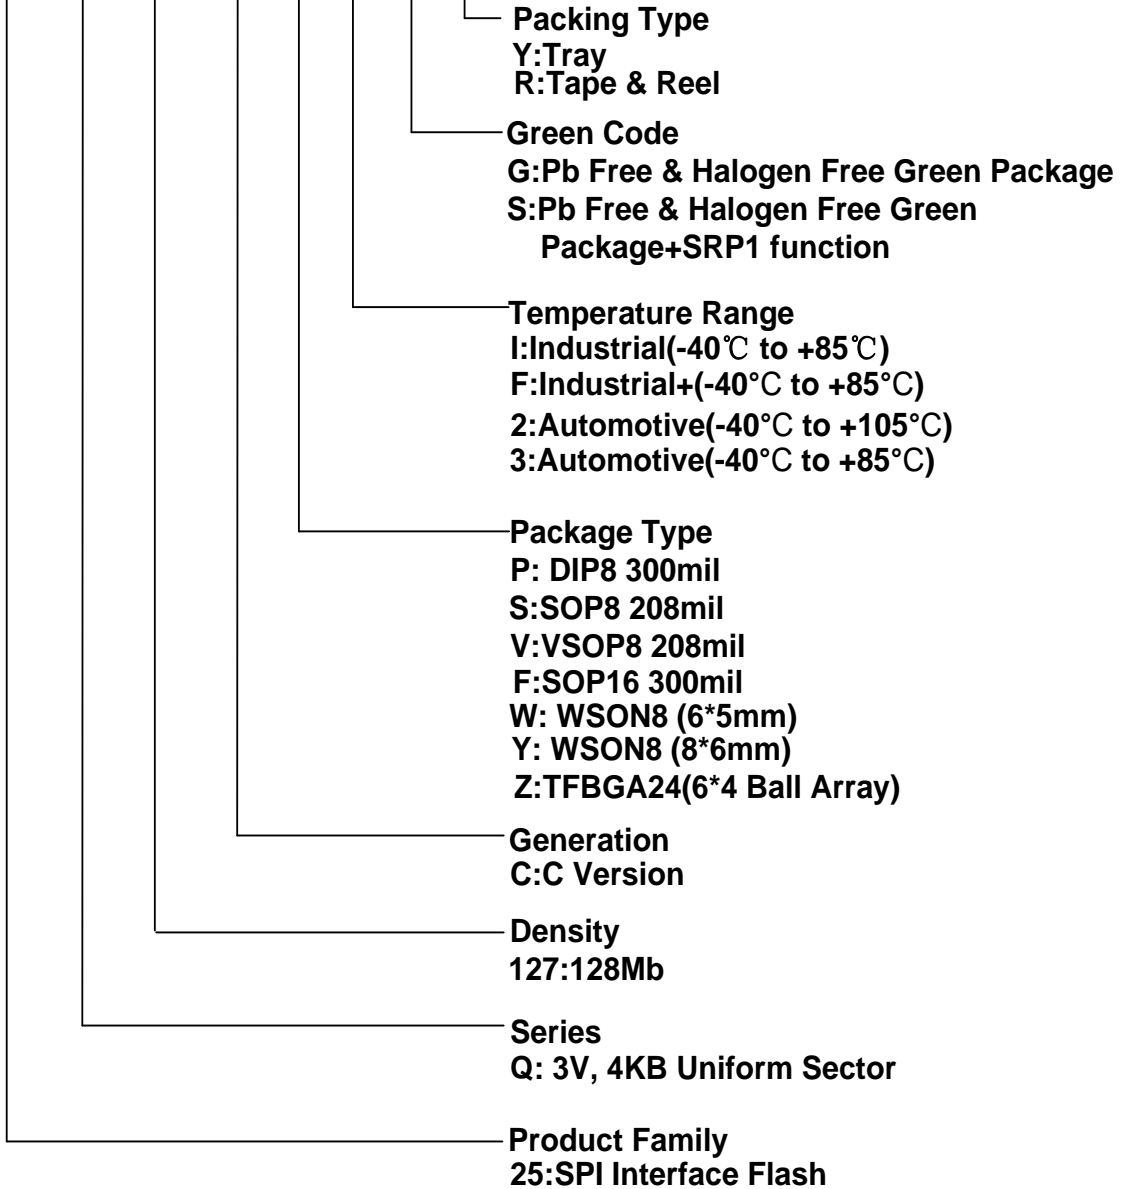 Packing Type
Y:Tray
R:Tape & Reel
Green Code
G:Pb Free & Halogen Free Green Package
S:Pb Free & Halogen Free Green
Package+SRP1 function
Temperature Range
I:Industrial(-40℃ to +85℃)
F:Industrial+(-40°C to +85°C)
2:Automotive(-40°C to +105°C)
3:Automotive(-40°C to +85°C)
Package Type
P: DIP8 300mil
S:SOP8 208mil
V:VSOP8 208mil
F:SOP16 300mil
W: WSON8 (6*5mm)
Y: WSON8 (8*6mm)
Z:TFBGA24(6*4 Ball Array)
Generation
C:C Version
Density
127:128Mb
Series
Q: 3V, 4KB Uniform Sector
Product Family
25:SPI Interface Flash